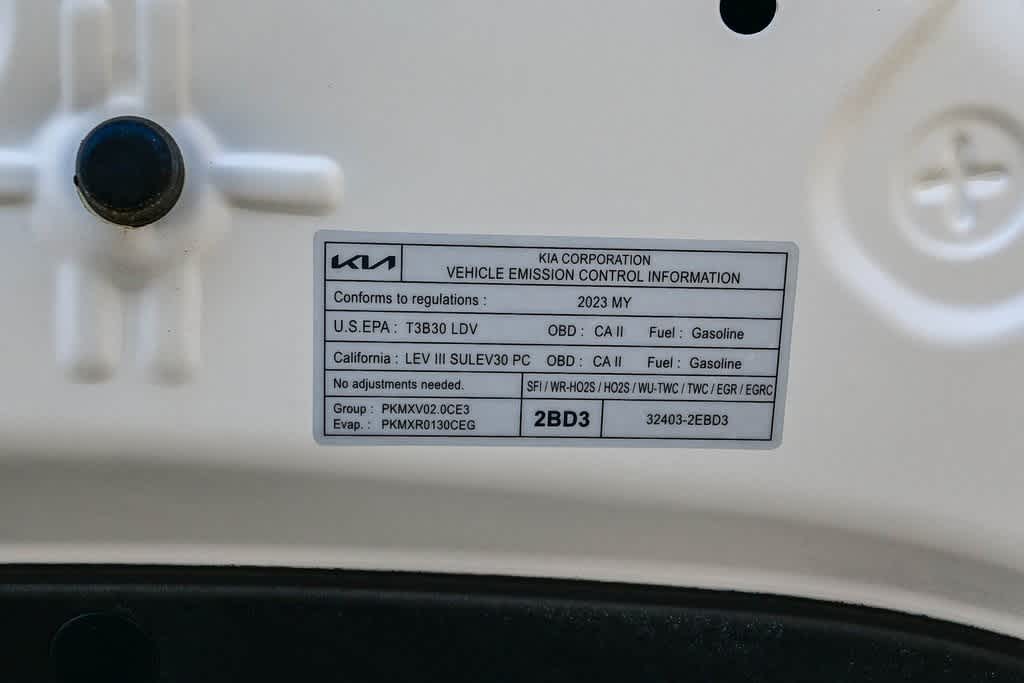 KIA
KIA CORPORATION
VEHICLE EMISSION CONTROL INFORMATION
Conforms to regulations : 2023 MY
U.S.EPA : T3B30 LDV OBD : CA II Fuel : Gasoline
California : LEV III SULEV30 PC OBD : CA II Fuel : Gasoline
No adjustments needed. SFI / WR-HO2S / HO2S / WU-TWC / TWC / EGR / EGRC
Group : PKMXV02.0CE3
Evap. : PKMXR0130CEG
2BD3 32403-2EBD3